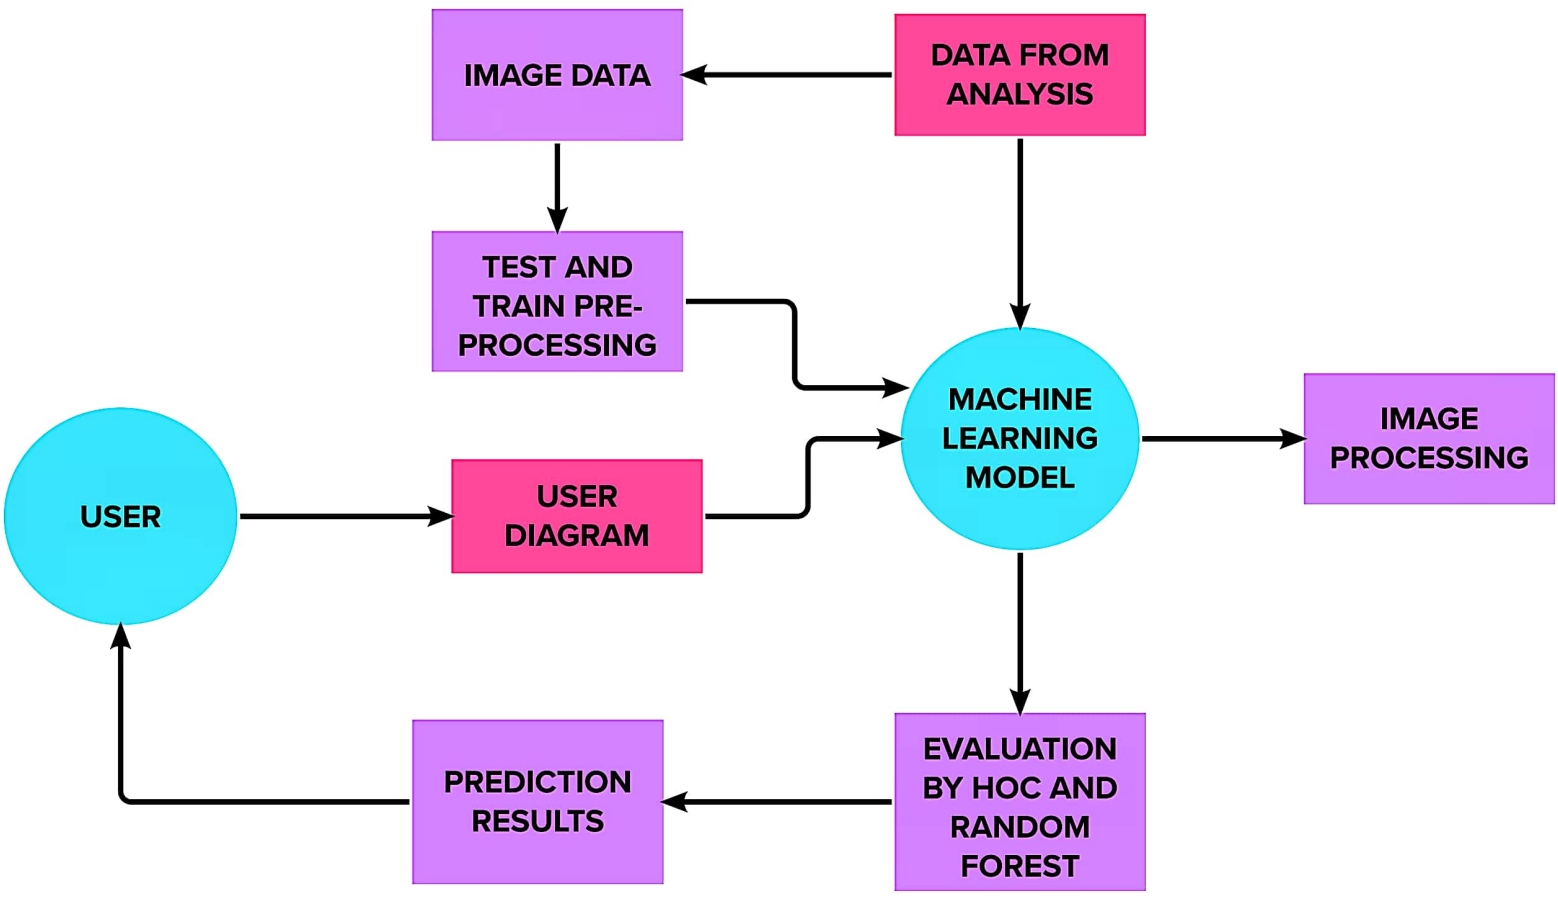 IMAGE DATA
DATA FROM
ANALYSIS
TEST AND
TRAIN PRE-
PROCESSING
MACHINE
LEARNING
MODEL
IMAGE
PROCESSING
USER
USER
DIAGRAM
PREDICTION
RESULTS
EVALUATION
BY HOC AND
RANDOM
FOREST